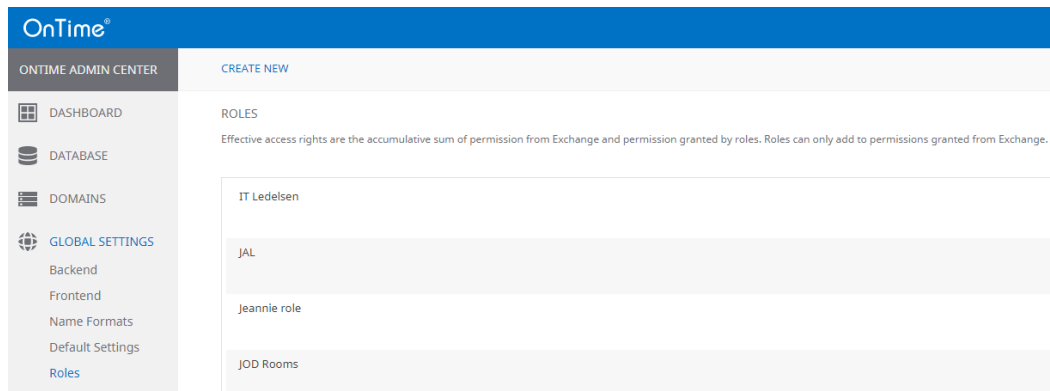 OnTime®
ONTIME ADMIN CENTER
CREATE NEW
DASHBOARD
DATABASE
DOMAINS
GLOBAL SETTINGS
Backend
Frontend
Name Formats
Default Settings
Roles
ROLES
Effective access rights are the accumulative sum of permission from Exchange and permission granted by roles. Roles can only add to permissions granted from Exchange.
IT Ledelsen
JAL
Jeannie role
JOD Rooms